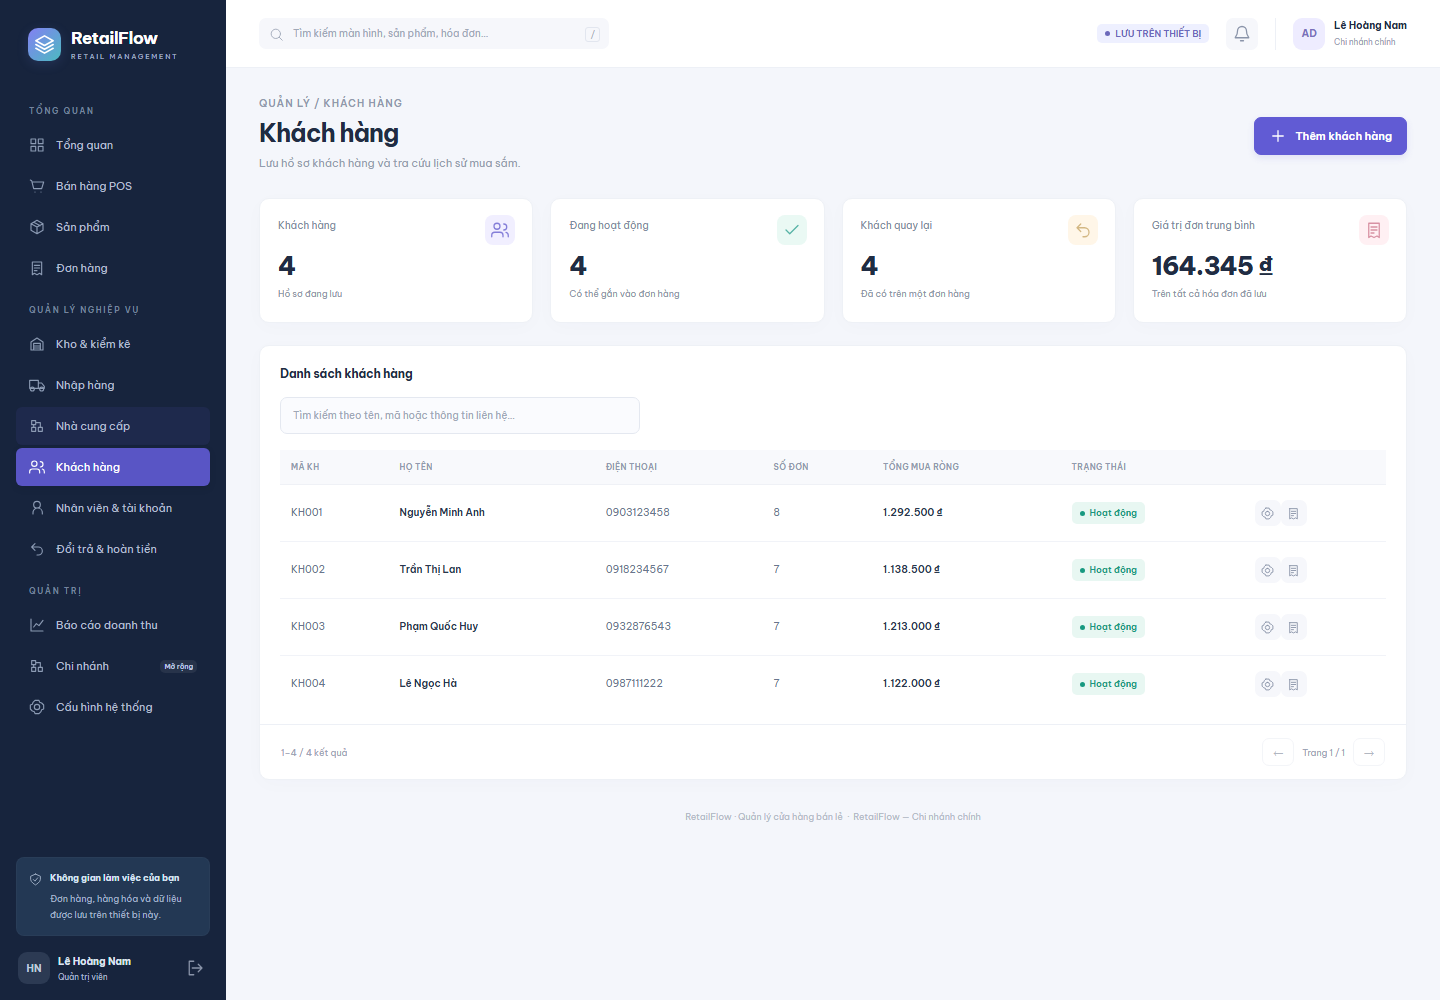 RetailFlow
RETAIL MANAGEMENT
TỔNG QUAN
Tổng quan
Bán hàng POS
Sản phẩm
Đơn hàng
QUẢN LÝ NGHIỆP VỤ
Kho & kiểm kê
Nhập hàng
Nhà cung cấp
Khách hàng
Nhân viên & tài khoản
Đổi trả & hoàn tiền
QUẢN TRỊ
Báo cáo doanh thu
Chi nhánh Mở rộng
Cấu hình hệ thống
Không gian làm việc của bạn
Đơn hàng, hàng hóa và dữ liệu
được lưu trên thiết bị này.
HN Lê Hoàng Nam
Quản trị viên
Tìm kiếm màn hình, sản phẩm, hóa đơn... /
LƯU TRÊN THIẾT BỊ
AD Lê Hoàng Nam
Chi nhánh chính
QUẢN LÝ / KHÁCH HÀNG
Khách hàng
Lưu hồ sơ khách hàng và tra cứu lịch sử mua sắm.
Thêm khách hàng
Khách hàng
4
Hồ sơ đang lưu
Đang hoạt động
4
Có thể gắn vào đơn hàng
Khách quay lại
4
Đã có trên một đơn hàng
Giá trị đơn trung bình
164.345 ₫
Trên tất cả hóa đơn đã lưu
Danh sách khách hàng
Tìm kiếm theo tên, mã hoặc thông tin liên hệ...
MÃ KH HỌ TÊN ĐIỆN THOẠI SỐ ĐƠN TỔNG MUA RÒNG TRẠNG THÁI
KH001 Nguyễn Minh Anh 0903123458 8 1.292.500 ₫ Hoạt động
KH002 Trần Thị Lan 0918234567 7 1.138.500 ₫ Hoạt động
KH003 Phạm Quốc Huy 0932876543 7 1.213.000 ₫ Hoạt động
KH004 Lê Ngọc Hà 0987111222 7 1.122.000 ₫ Hoạt động
1–4 / 4 kết quả
← Trang 1 / 1 →
RetailFlow · Quản lý cửa hàng bán lẻ · RetailFlow — Chi nhánh chính